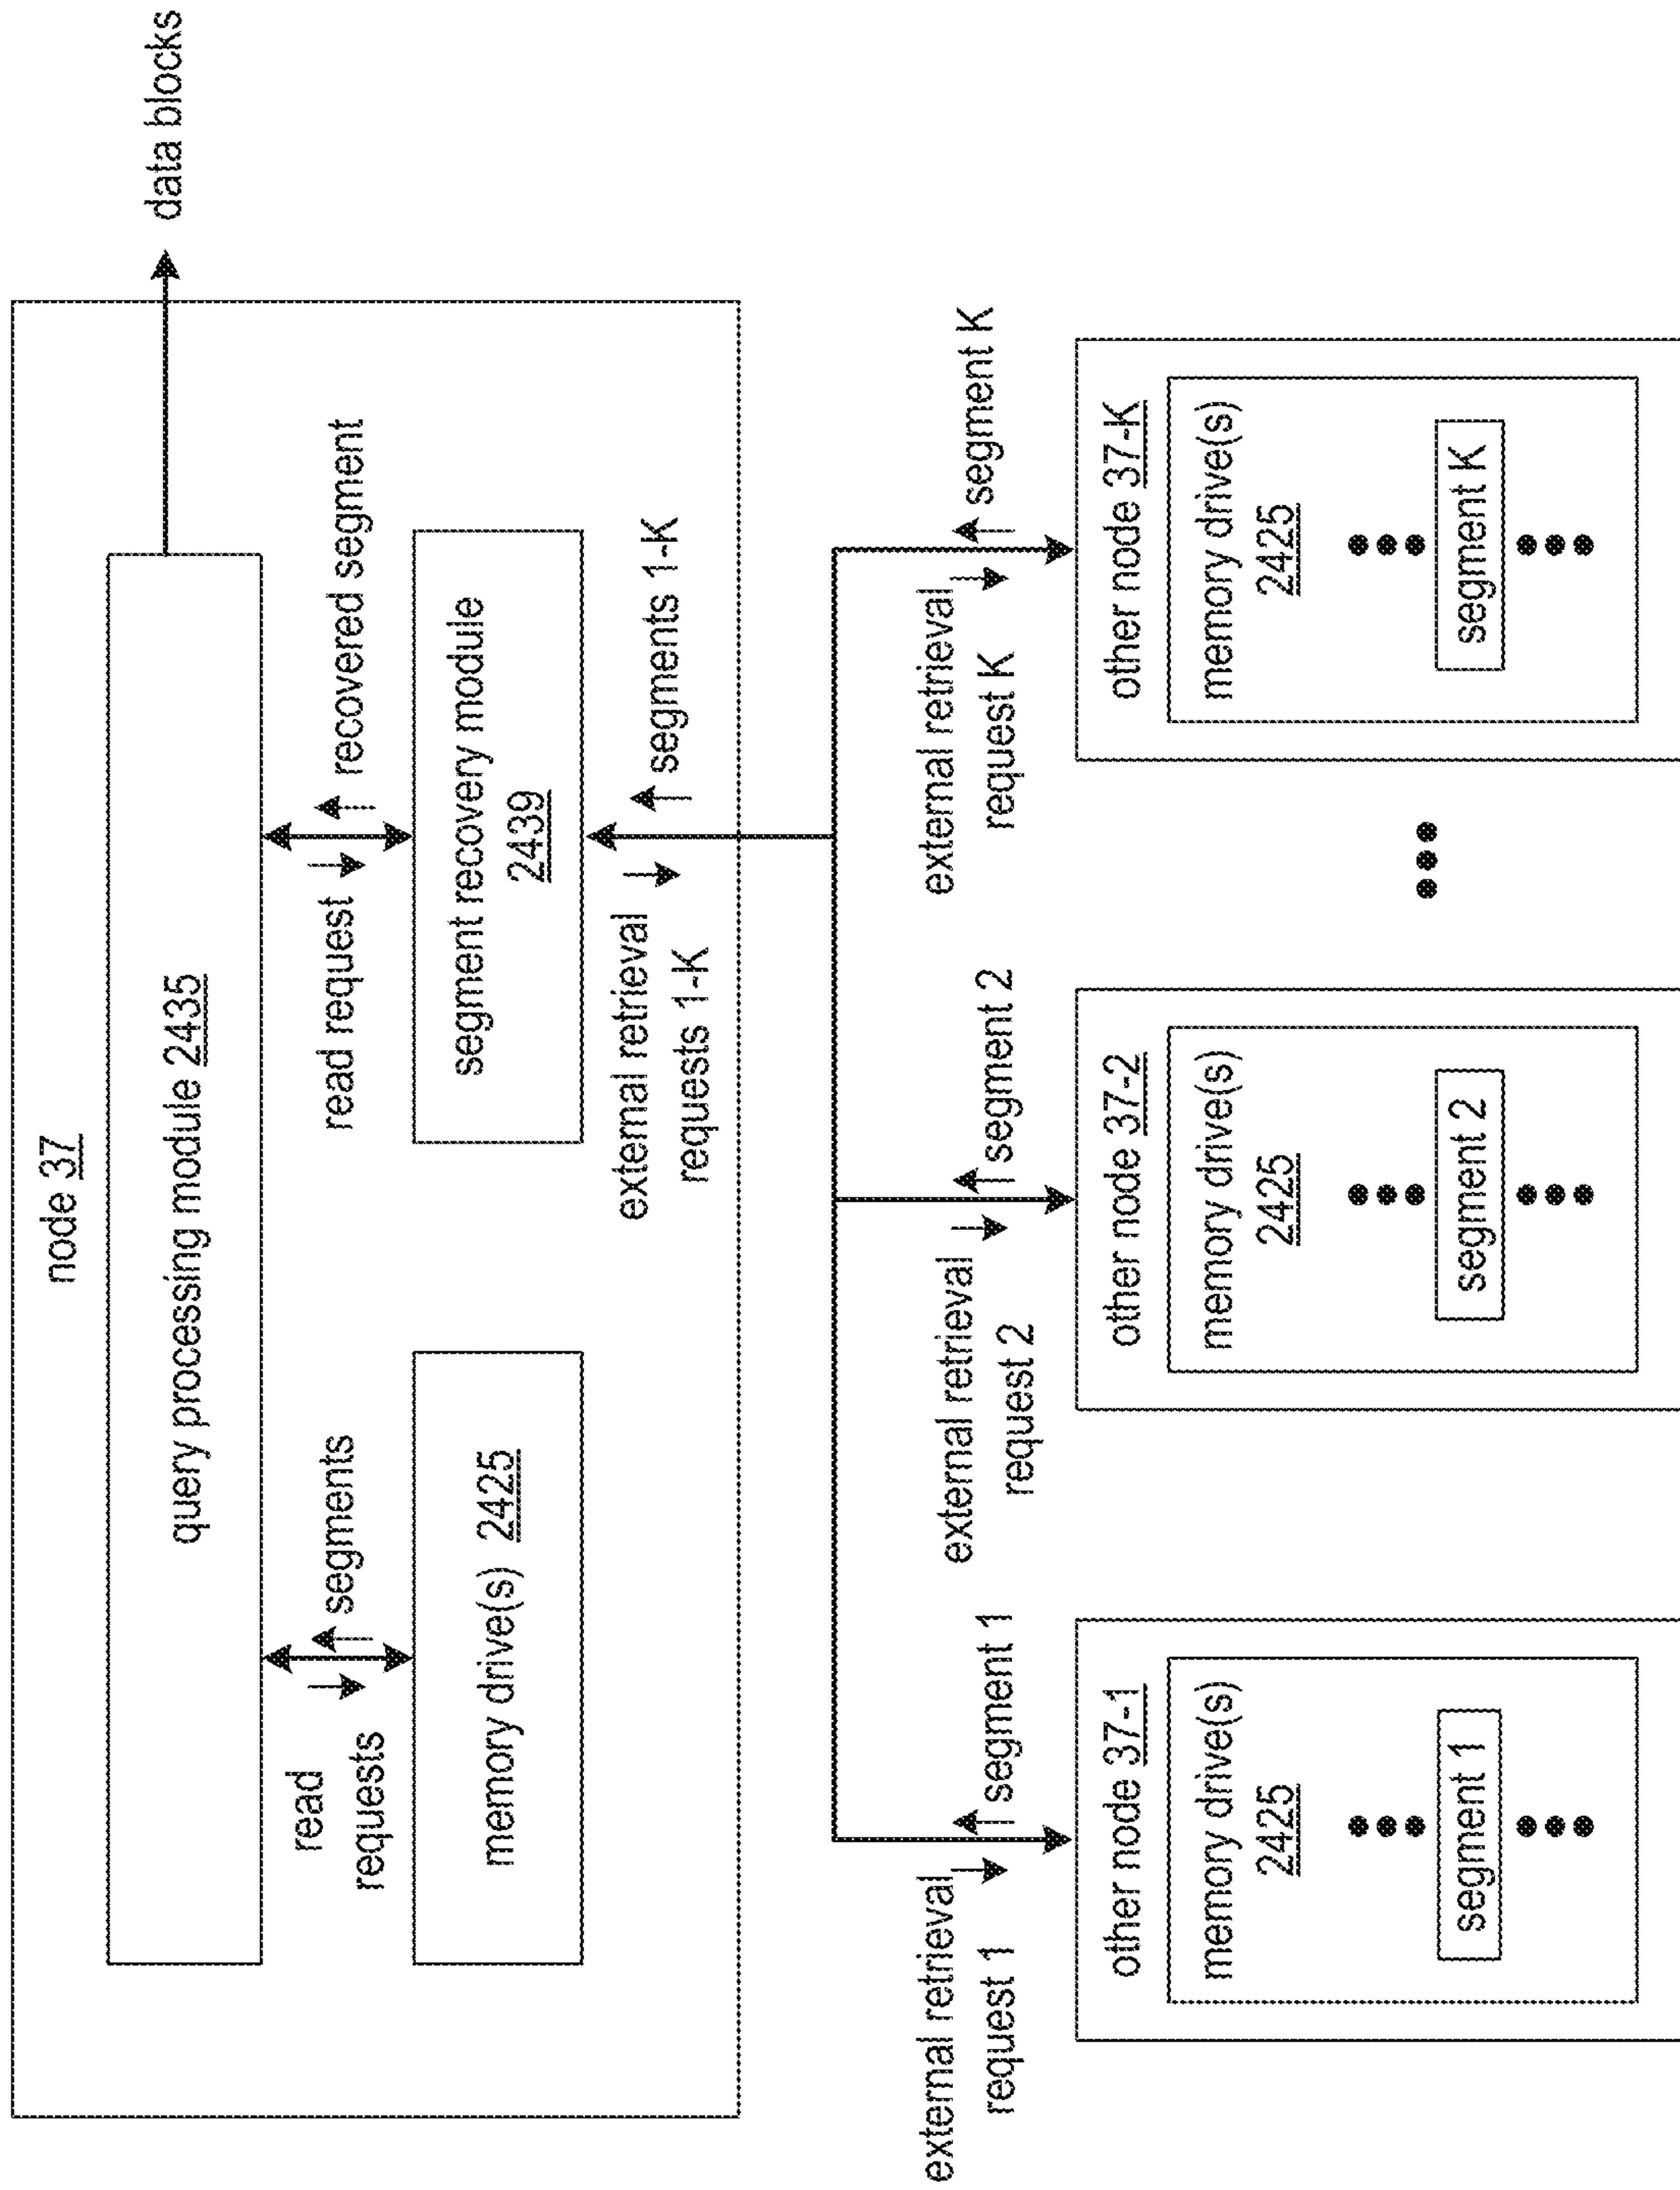 node 37
query processing module 2435
data blocks
read
requests
segments
read request
recovered segment
memory drive(s) 2425
segment recovery module
2439
external retrieval
requests 1-K
segments 1-K
external retrieval
request 1
segment 1
external retrieval
request 2
segment 2
external retrieval
request K
segment K
other node 37-1
memory drive(s)
2425
segment 1
other node 37-2
memory drive(s)
2425
segment 2
other node 37-K
memory drive(s)
2425
segment K